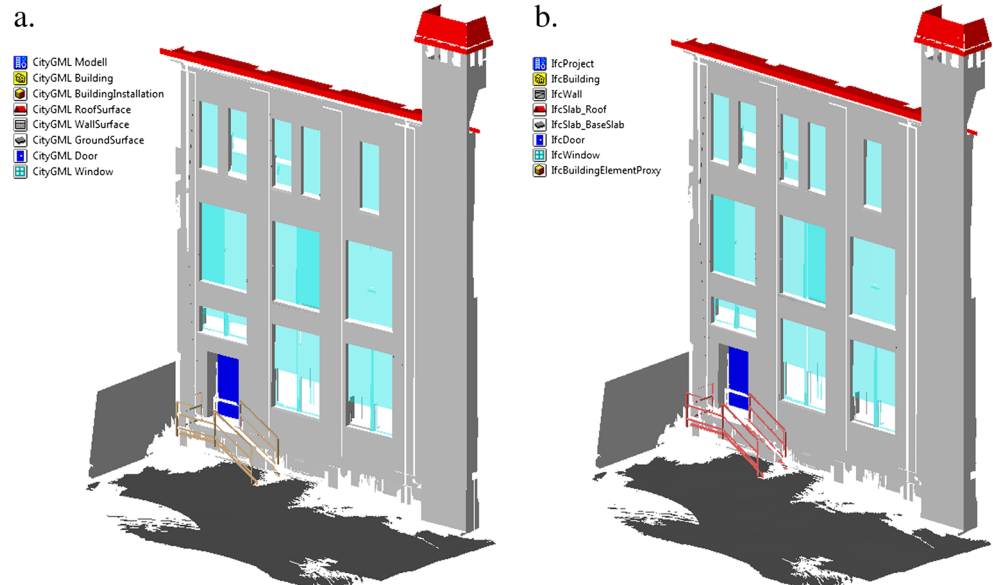 a.
CityGML Modell
CityGML Building
CityGML BuildingInstallation
CityGML RoofSurface
CityGML WallSurface
CityGML GroundSurface
CityGML Door
CityGML Window
b.
IfcProject
IfcBuilding
IfcWall
IfcSlab_Roof
IfcSlab_BaseSlab
IfcDoor
IfcWindow
IfcBuildingElementProxy